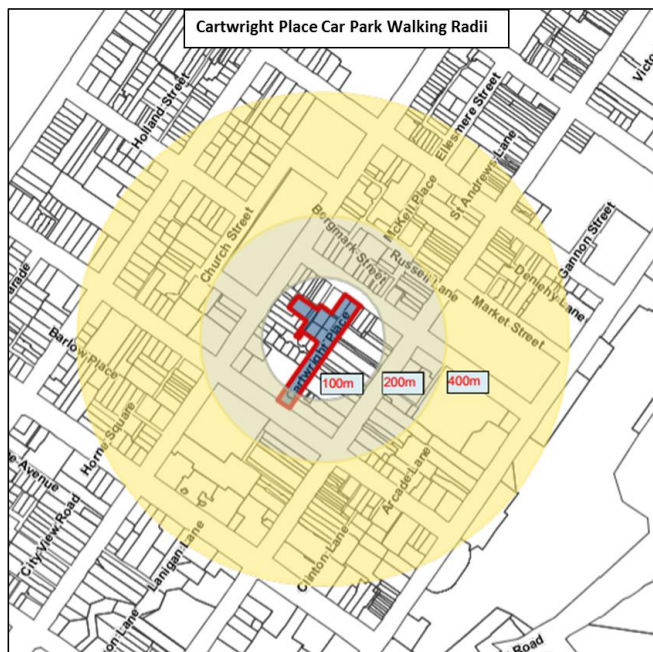 Cartwright Place Car Park Walking Radii
Holland Street
Ellesmere Street
St Andrews Lane
McKell Place
Church Street
Bergmark Street
Russell Lane
Gannon Street
Denehy Lane
Market Street
Cartwright Place
Barlow Place
100m
200m
400m
Horne Square
Arcade Lane
City View Road
Lanigan Lane
Clinton Lane
Road